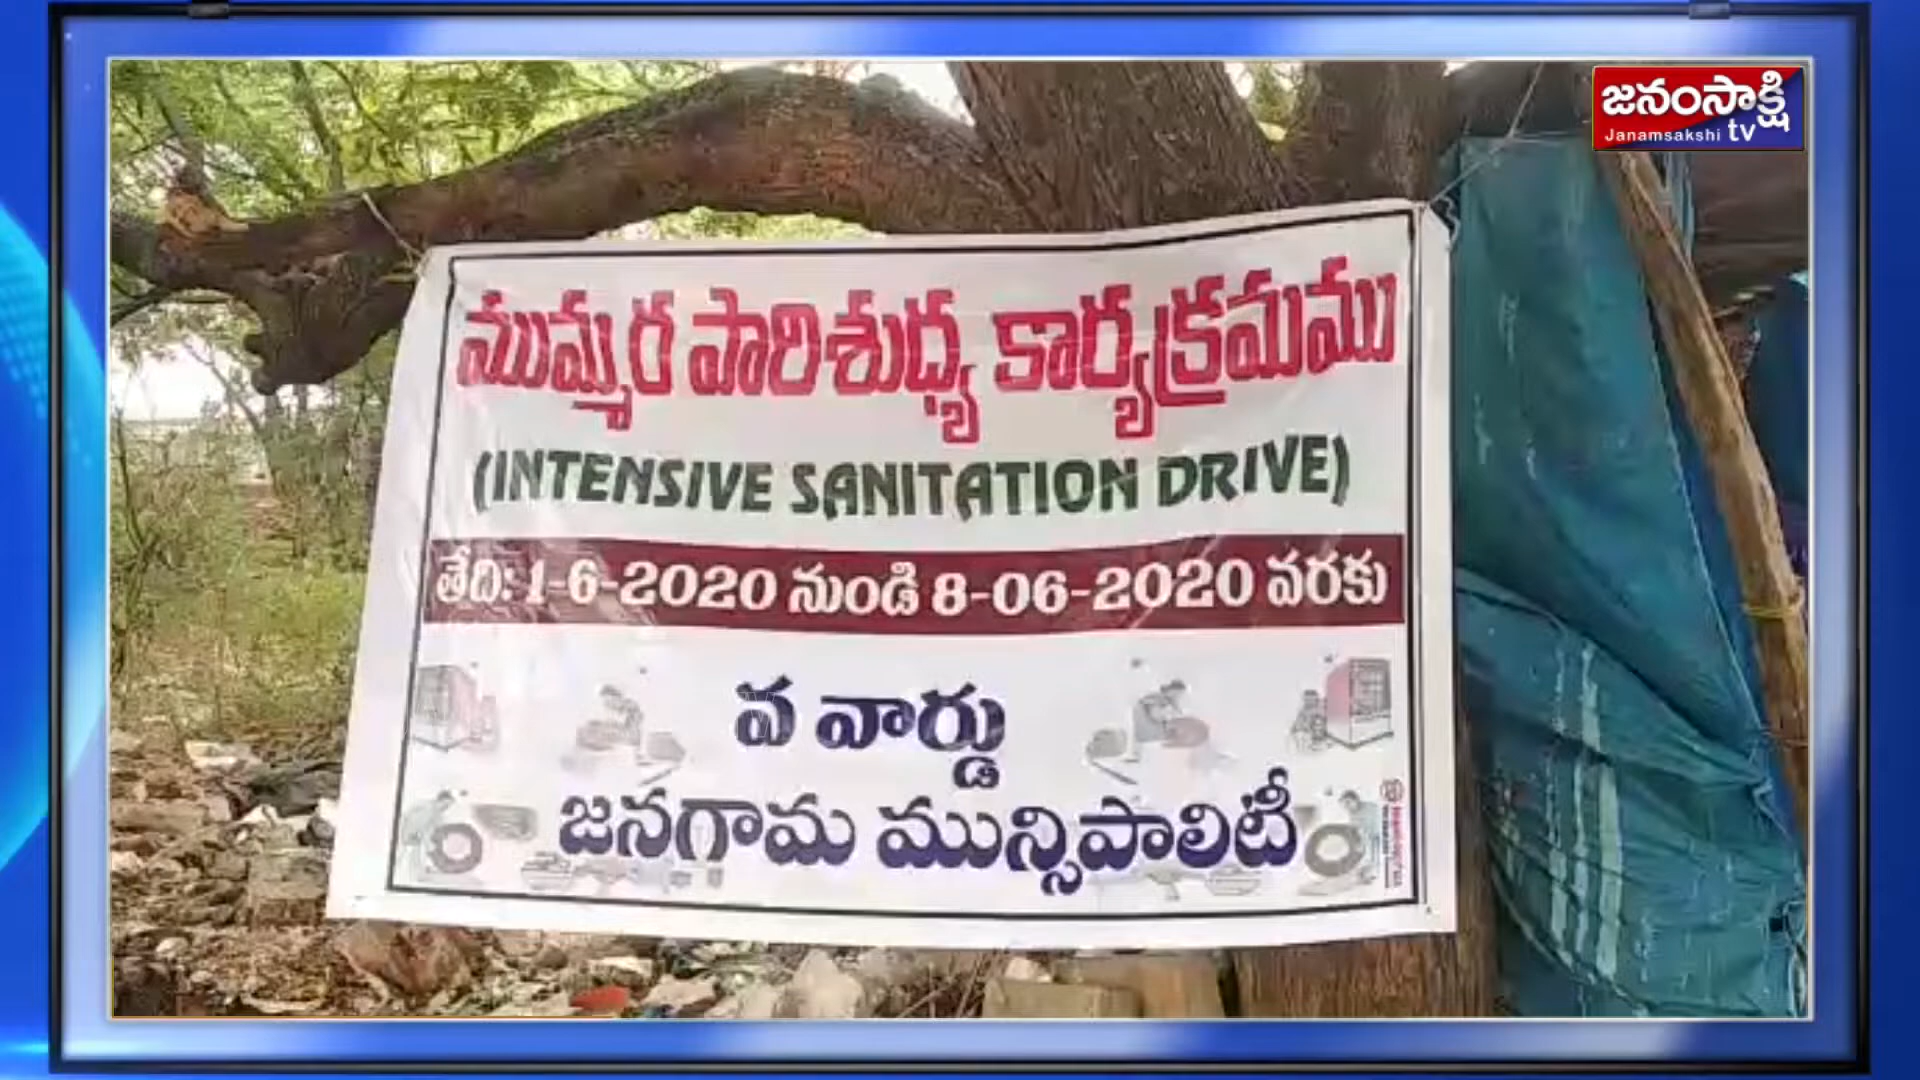 జనంసాక్షి
Janamsakshi tv
ముమ్మర పారిశుధ్య కార్యక్రమము
(INTENSIVE SANITATION DRIVE)
తేది: 1-6-2020 నుండి 8-06-2020 వరకు
వ వార్డు
జనగామ మున్సిపాలిటీ